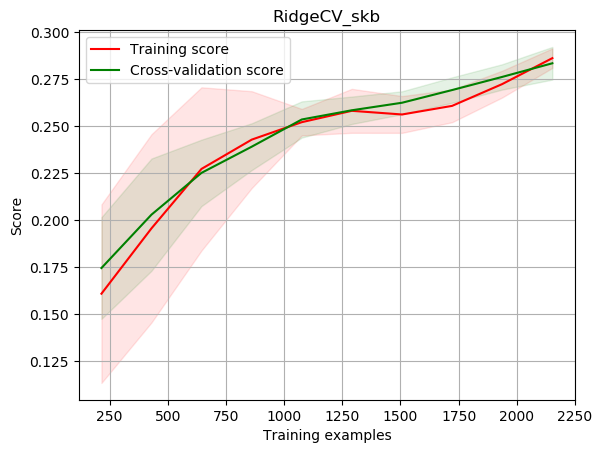 RidgeCV_skb
0.300
0.275
0.250
0.225
0.200
0.175
0.150
0.125
Score
Training score
Cross-validation score
250 500 750 1000 1250 1500 1750 2000 2250
Training examples